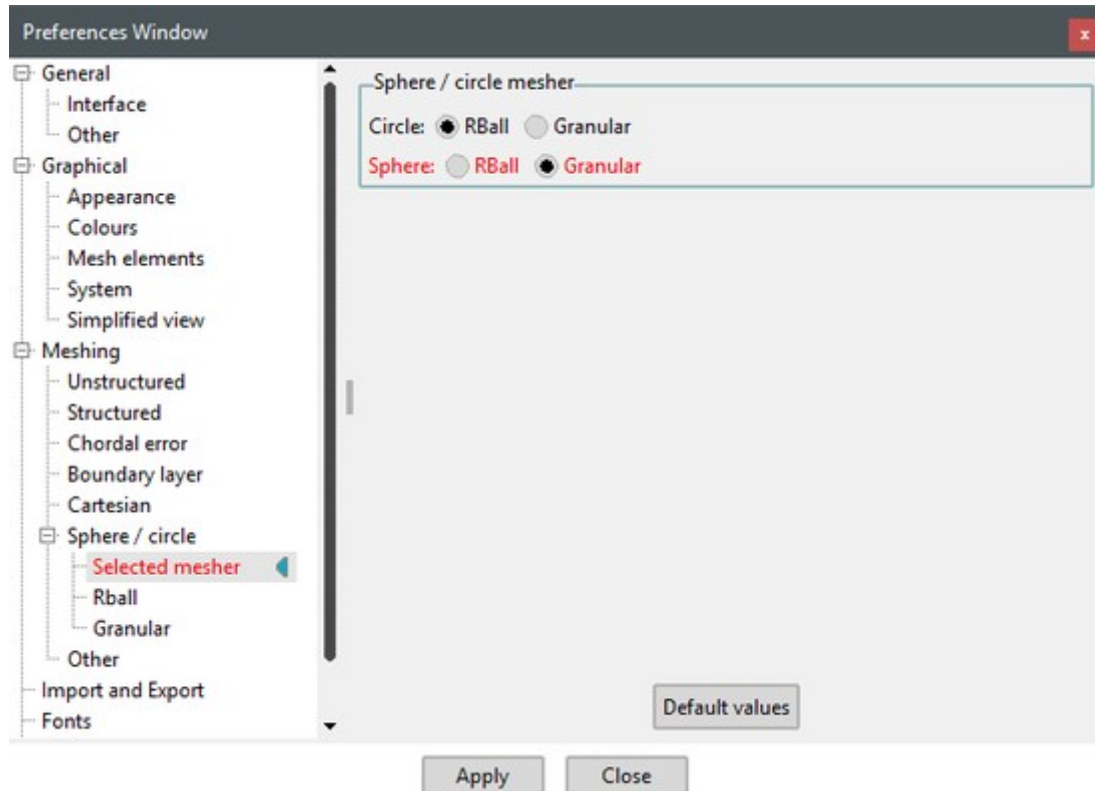 Preferences Window
x
General
Interface
Other
Graphical
Appearance
Colours
Mesh elements
System
Simplified view
Meshing
Unstructured
Structured
Chordal error
Boundary layer
Cartesian
Sphere / circle
Selected mesher
Rball
Granular
Other
Import and Export
Fonts
Sphere / circle mesher
Circle: RBall Granular
Sphere: RBall Granular
Default values
Apply Close